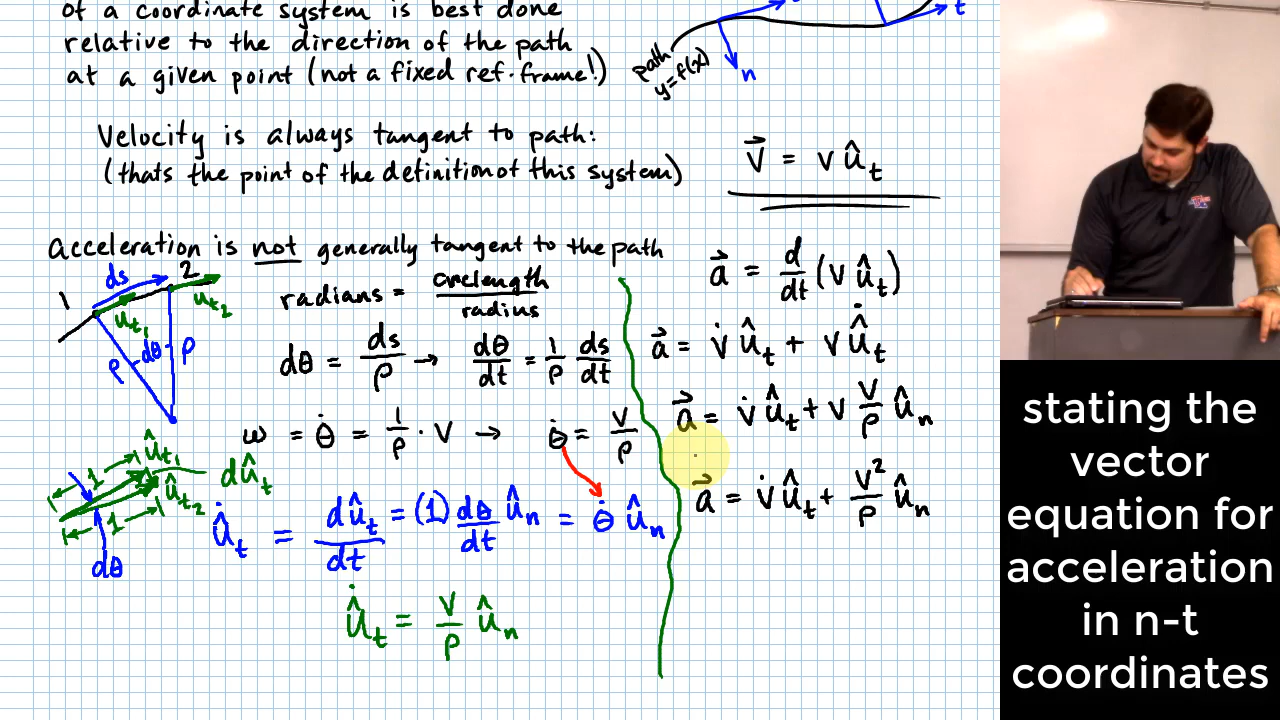 of a coordinate system is best done
relative to the direction of the path
at a given point (not a fixed ref. frame!)
path
y=f(x)
n
t
Velocity is always tangent to path:
(thats the point of the definition of this system)
v⃗ = v û_t
acceleration is not generally tangent to the path
ds
1
2
u_t1
u_t2
ρ
dθ
ρ
radians = arclength / radius
dθ = ds/ρ → dθ/dt = 1/ρ ds/dt
ω = θ̇ = 1/ρ · V → θ̇ = V/ρ
û_t1
û_t2
1
1
dû_t
dθ
û̇_t = dû_t/dt = (1) dθ/dt û_n = θ̇ û_n
û̇_t = V/ρ û_n
a⃗ = d/dt (v û_t)
a⃗ = v̇ û_t + v û̇_t
a⃗ = v̇ û_t + v V/ρ û_n
a⃗ = v̇ û_t + V²/ρ û_n
stating the
vector
equation for
acceleration
in n-t
coordinates